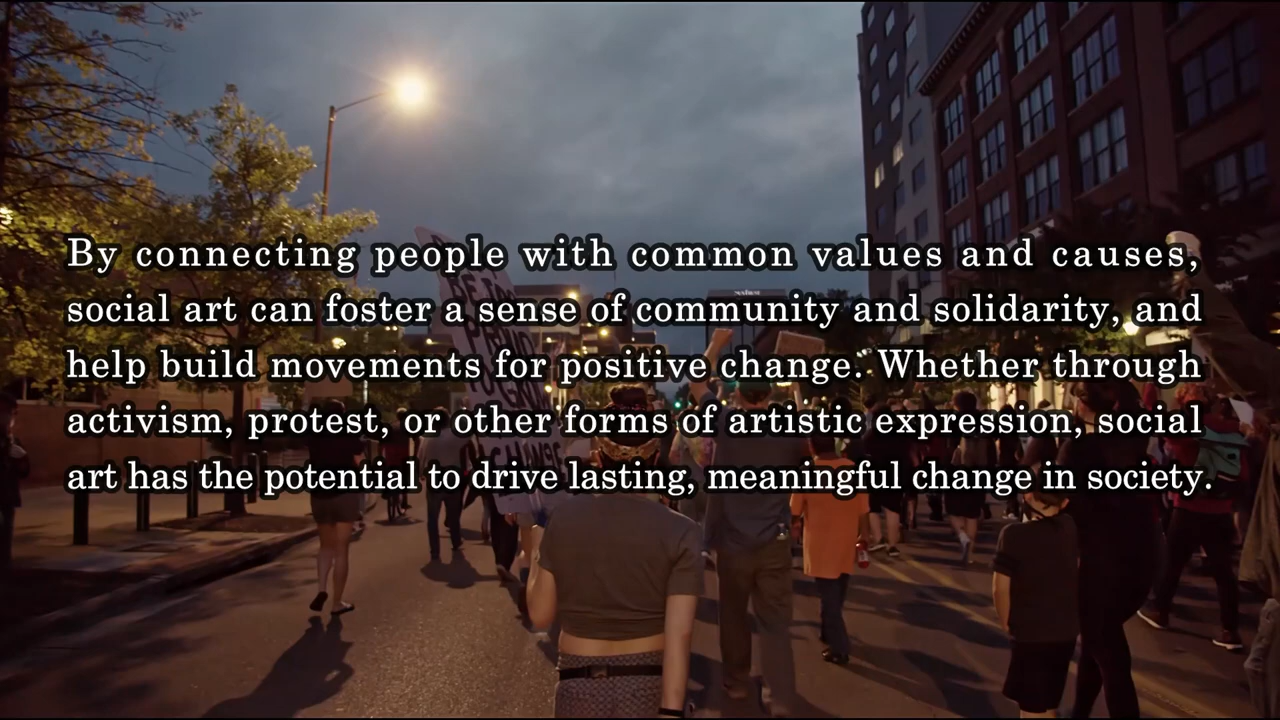 By connecting people with common values and causes,
social art can foster a sense of community and solidarity, and
help build movements for positive change. Whether through
activism, protest, or other forms of artistic expression, social
art has the potential to drive lasting, meaningful change in society.